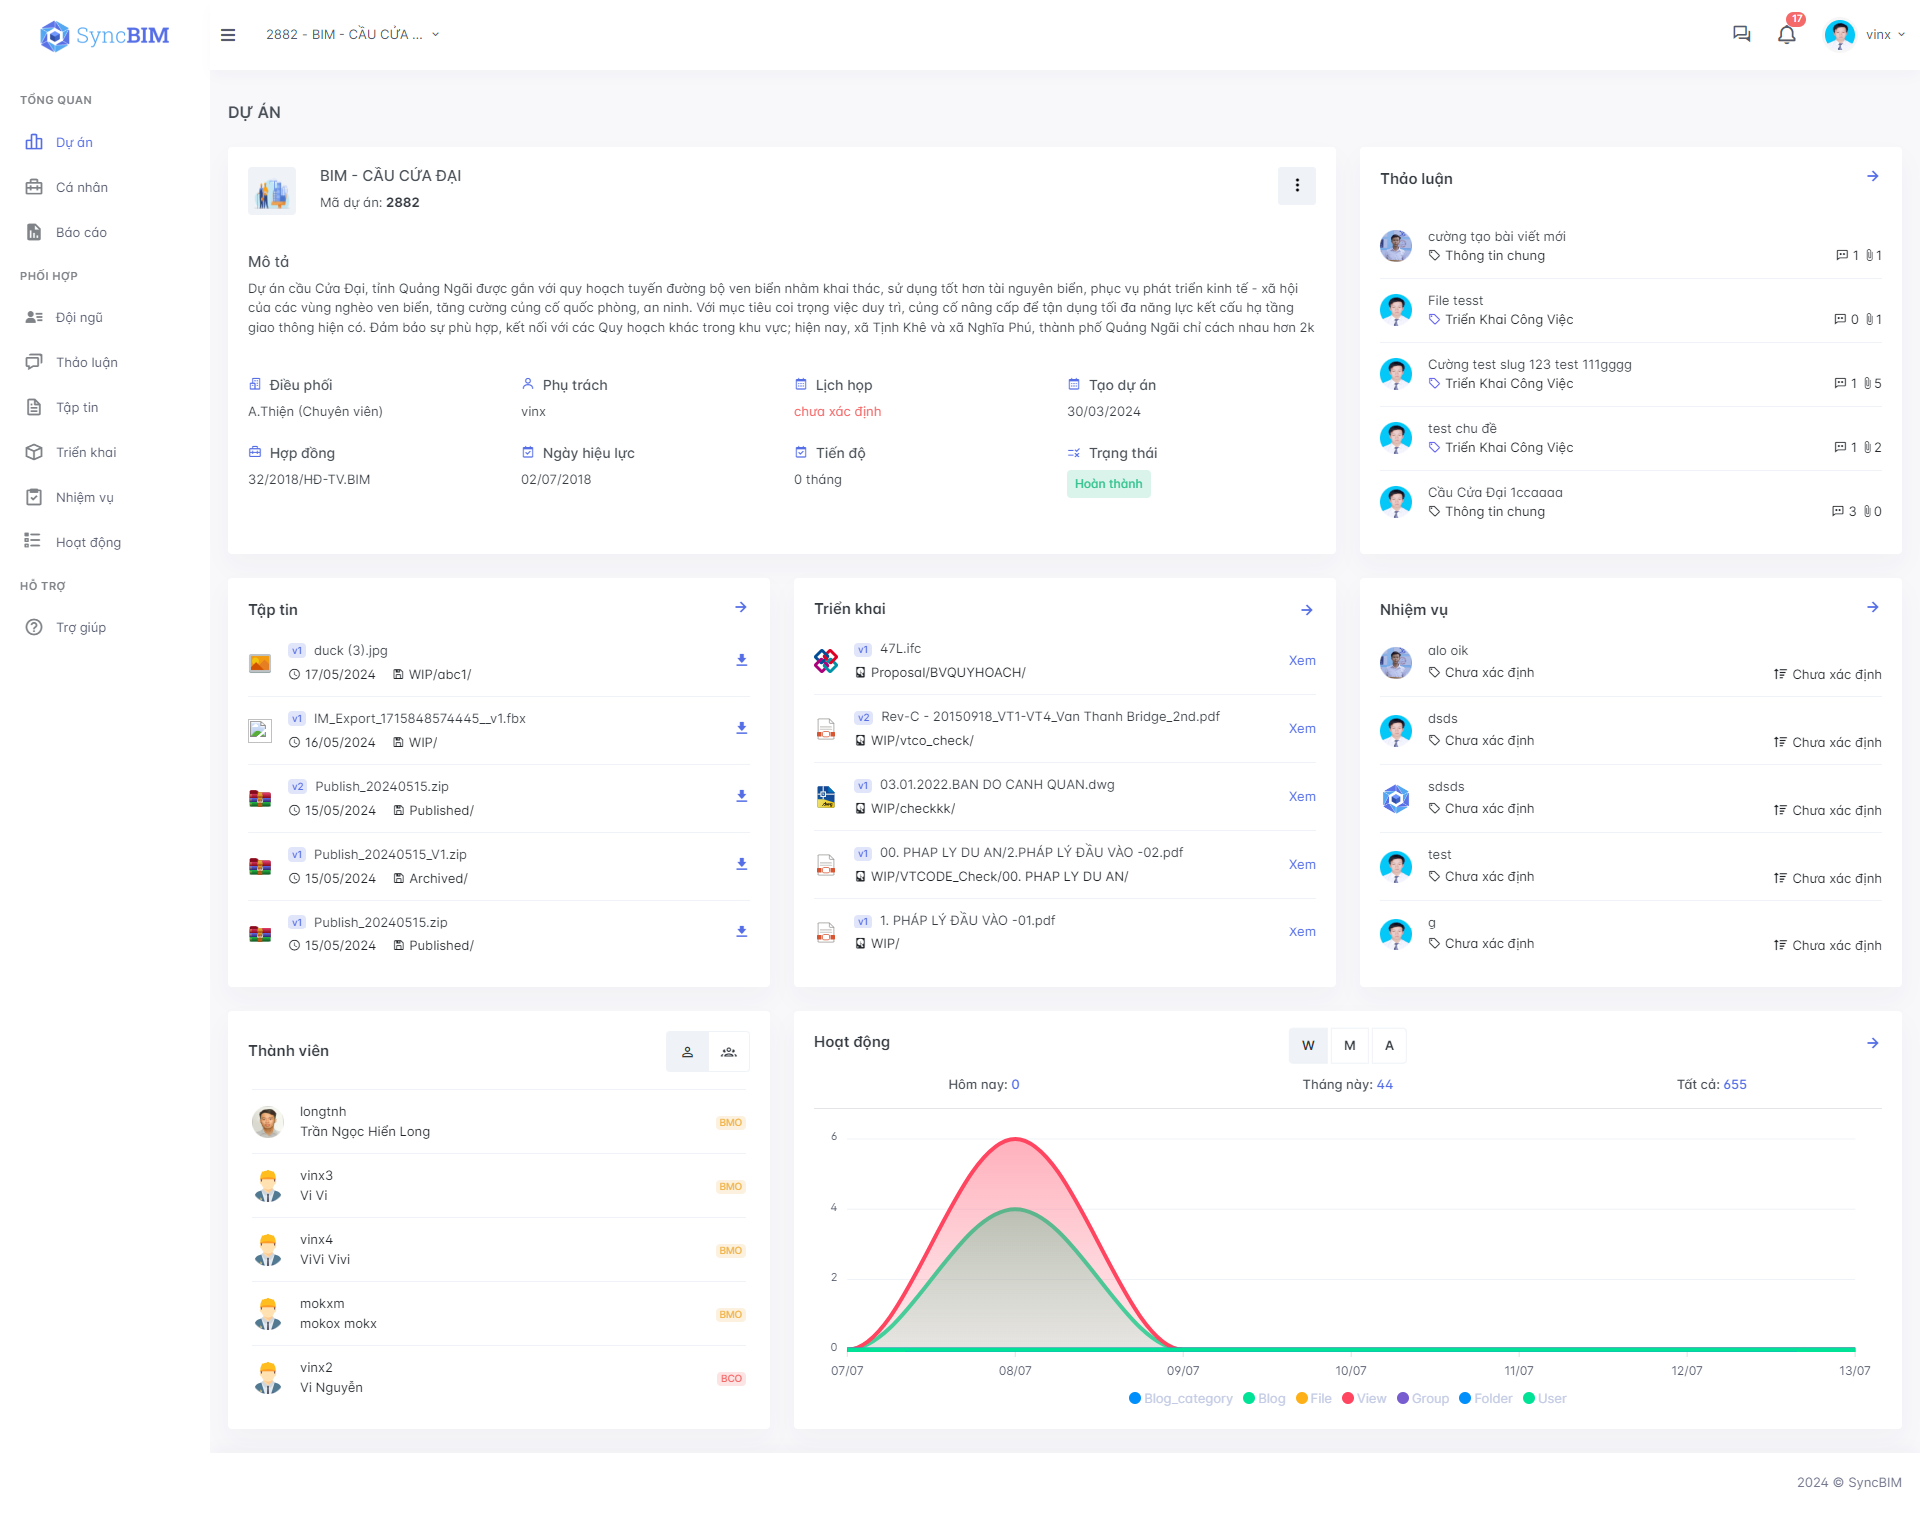 SyncBIM
2882 - BIM - CẦU CỬA ...
17
vinx
TỔNG QUAN
Dự án
Cá nhân
Báo cáo
PHỐI HỢP
Đội ngũ
Thảo luận
Tập tin
Triển khai
Nhiệm vụ
Hoạt động
HỖ TRỢ
Trợ giúp
DỰ ÁN
BIM - CẦU CỬA ĐẠI
Mã dự án: 2882
Mô tả
Dự án cầu Cửa Đại, tỉnh Quảng Ngãi được gắn với quy hoạch tuyến đường bộ ven biển nhằm khai thác, sử dụng tốt hơn tài nguyên biển, phục vụ phát triển kinh tế - xã hội
của các vùng nghèo ven biển, tăng cường củng cố quốc phòng, an ninh. Với mục tiêu coi trọng việc duy trì, củng cố nâng cấp để tận dụng tối đa năng lực kết cấu hạ tầng
giao thông hiện có. Đảm bảo sự phù hợp, kết nối với các Quy hoạch khác trong khu vực; hiện nay, xã Tịnh Khê và xã Nghĩa Phú, thành phố Quảng Ngãi chỉ cách nhau hơn 2k
Điều phối
A.Thiện (Chuyên viên)
Phụ trách
vinx
Lịch họp
chưa xác định
Tạo dự án
30/03/2024
Hợp đồng
32/2018/HĐ-TV.BIM
Ngày hiệu lực
02/07/2018
Tiến độ
0 tháng
Trạng thái
Hoàn thành
Thảo luận
cường tạo bài viết mới
Thông tin chung 1 1
File tesst
Triển Khai Công Việc 0 1
Cường test slug 123 test 111gggg
Triển Khai Công Việc 1 5
test chu đề
Triển Khai Công Việc 1 2
Cầu Cửa Đại 1ccaaaa
Thông tin chung 3 0
Tập tin
v1 duck (3).jpg
17/05/2024 WIP/abc1/
v1 IM_Export_1715848574445__v1.fbx
16/05/2024 WIP/
v2 Publish_20240515.zip
15/05/2024 Published/
v1 Publish_20240515_V1.zip
15/05/2024 Archived/
v1 Publish_20240515.zip
15/05/2024 Published/
Triển khai
v1 47L.ifc
Proposal/BVQUYHOACH/
Xem
v2 Rev-C - 20150918_VT1-VT4_Van Thanh Bridge_2nd.pdf
WIP/vtco_check/
Xem
v1 03.01.2022.BAN DO CANH QUAN.dwg
WIP/checkkk/
Xem
v1 00. PHAP LY DU AN/2.PHÁP LÝ ĐẦU VÀO -02.pdf
WIP/VTCODE_Check/00. PHAP LY DU AN/
Xem
v1 1. PHÁP LÝ ĐẦU VÀO -01.pdf
WIP/
Xem
Nhiệm vụ
alo oik
Chưa xác định Chưa xác định
dsds
Chưa xác định Chưa xác định
sdsds
Chưa xác định Chưa xác định
test
Chưa xác định Chưa xác định
g
Chưa xác định Chưa xác định
Thành viên
longtnh
Trần Ngọc Hiển Long
BMO
vinx3
Vi Vi
BMO
vinx4
ViVi Vivi
BMO
mokxm
mokox mokx
BMO
vinx2
Vi Nguyễn
BCO
Hoạt động
W M A
Hôm nay: 0 Tháng này: 44 Tất cả: 655
6
4
2
0
07/07 08/07 09/07 10/07 11/07 12/07 13/07
Blog_category Blog File View Group Folder User
2024 © SyncBIM